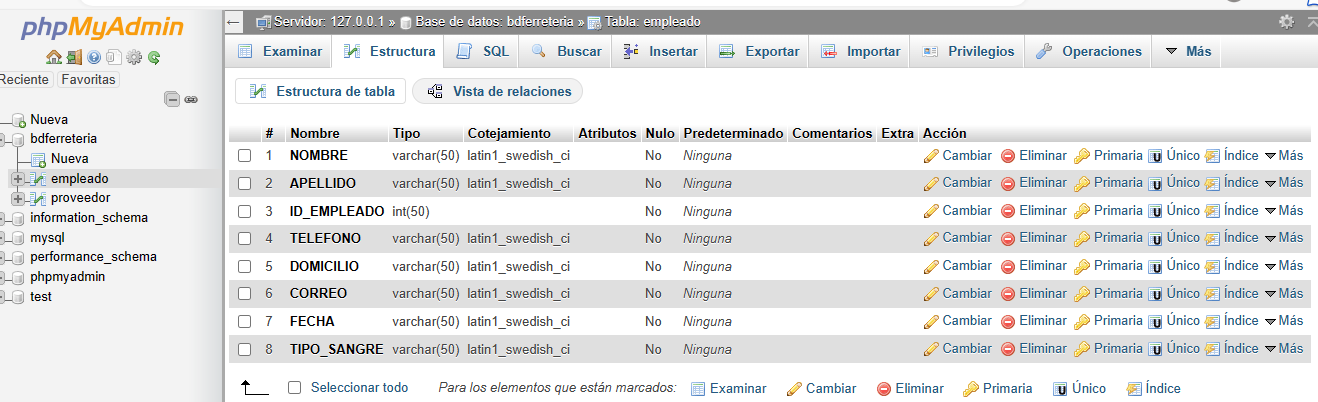 phpMyAdmin
Reciente Favoritas
Nueva
bdferreteria
Nueva
empleado
proveedor
information_schema
mysql
performance_schema
phpmyadmin
test
Servidor: 127.0.0.1 » Base de datos: bdferreteria » Tabla: empleado
Examinar Estructura SQL Buscar Insertar Exportar Importar Privilegios Operaciones Más
Estructura de tabla Vista de relaciones
# Nombre Tipo Cotejamiento Atributos Nulo Predeterminado Comentarios Extra Acción
1 NOMBRE varchar(50) latin1_swedish_ci No Ninguna Cambiar Eliminar Primaria Único Índice Más
2 APELLIDO varchar(50) latin1_swedish_ci No Ninguna Cambiar Eliminar Primaria Único Índice Más
3 ID_EMPLEADO int(50) No Ninguna Cambiar Eliminar Primaria Único Índice Más
4 TELEFONO varchar(50) latin1_swedish_ci No Ninguna Cambiar Eliminar Primaria Único Índice Más
5 DOMICILIO varchar(50) latin1_swedish_ci No Ninguna Cambiar Eliminar Primaria Único Índice Más
6 CORREO varchar(50) latin1_swedish_ci No Ninguna Cambiar Eliminar Primaria Único Índice Más
7 FECHA varchar(50) latin1_swedish_ci No Ninguna Cambiar Eliminar Primaria Único Índice Más
8 TIPO_SANGRE varchar(50) latin1_swedish_ci No Ninguna Cambiar Eliminar Primaria Único Índice Más
Seleccionar todo Para los elementos que están marcados: Examinar Cambiar Eliminar Primaria Único Índice